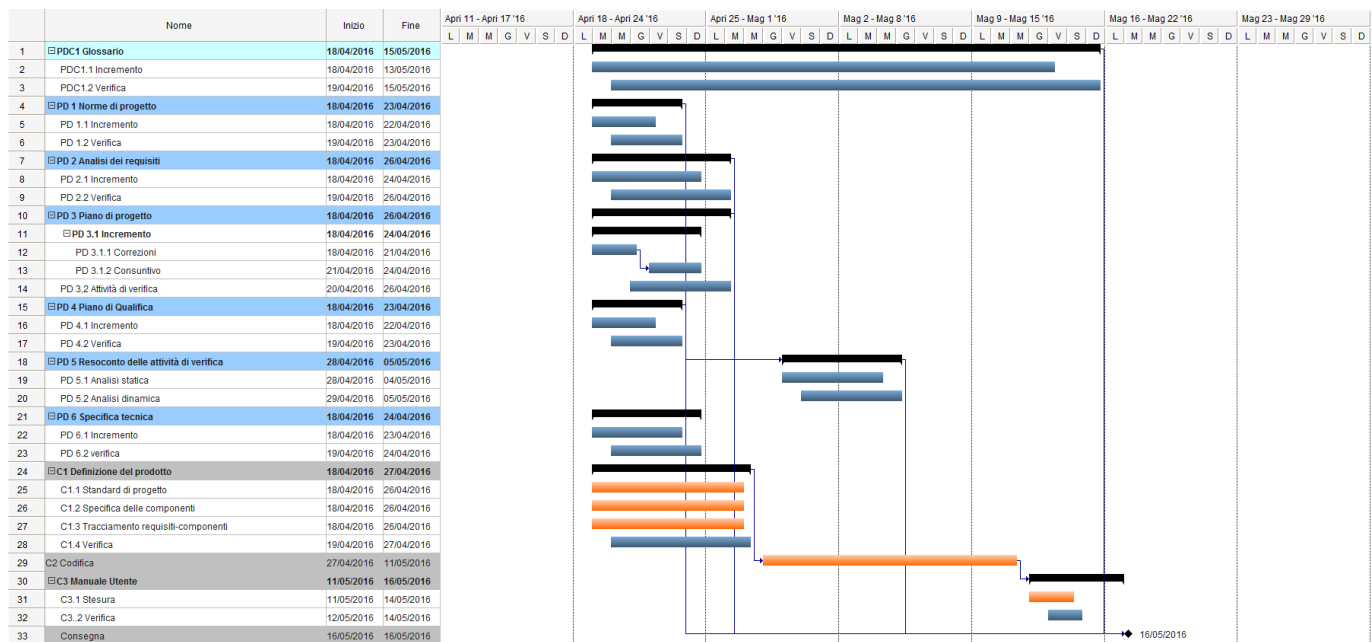 Nome Inizio Fine Apri 11 - Apri 17 '16 Apri 18 - Apri 24 '16 Apri 25 - Mag 1 '16 Mag 2 - Mag 8 '16 Mag 9 - Mag 15 '16 Mag 16 - Mag 22 '16 Mag 23 - Mag 29 '16
L M M G V S D L M M G V S D L M M G V S D L M M G V S D L M M G V S D L M M G V S D L M M G V S D
1 PDC1 Glossario 18/04/2016 15/05/2016
2 PDC1.1 Incremento 18/04/2016 13/05/2016
3 PDC1.2 Verifica 19/04/2016 15/05/2016
4 PD 1 Norme di progetto 18/04/2016 23/04/2016
5 PD 1.1 Incremento 18/04/2016 22/04/2016
6 PD 1.2 Verifica 19/04/2016 23/04/2016
7 PD 2 Analisi dei requisiti 18/04/2016 26/04/2016
8 PD 2.1 Incremento 18/04/2016 24/04/2016
9 PD 2.2 Verifica 19/04/2016 26/04/2016
10 PD 3 Piano di progetto 18/04/2016 26/04/2016
11 PD 3.1 Incremento 18/04/2016 24/04/2016
12 PD 3.1.1 Correzioni 18/04/2016 21/04/2016
13 PD 3.1.2 Consuntivo 21/04/2016 24/04/2016
14 PD 3,2 Attività di verifica 20/04/2016 26/04/2016
15 PD 4 Piano di Qualifica 18/04/2016 23/04/2016
16 PD 4.1 Incremento 18/04/2016 22/04/2016
17 PD 4.2 Verifica 19/04/2016 23/04/2016
18 PD 5 Resoconto delle attività di verifica 28/04/2016 05/05/2016
19 PD 5.1 Analisi statica 28/04/2016 04/05/2016
20 PD 5.2 Analisi dinamica 29/04/2016 05/05/2016
21 PD 6 Specifica tecnica 18/04/2016 24/04/2016
22 PD 6.1 Incremento 18/04/2016 23/04/2016
23 PD 6.2 verifica 19/04/2016 24/04/2016
24 C1 Definizione del prodotto 18/04/2016 27/04/2016
25 C1.1 Standard di progetto 18/04/2016 26/04/2016
26 C1.2 Specifica delle componenti 18/04/2016 26/04/2016
27 C1.3 Tracciamento requisiti-componenti 18/04/2016 26/04/2016
28 C1.4 Verifica 19/04/2016 27/04/2016
29 C2 Codifica 27/04/2016 11/05/2016
30 C3 Manuale Utente 11/05/2016 16/05/2016
31 C3.1 Stesura 11/05/2016 14/05/2016
32 C3..2 Verifica 12/05/2016 14/05/2016
33 Consegna 16/05/2016 16/05/2016 16/05/2016